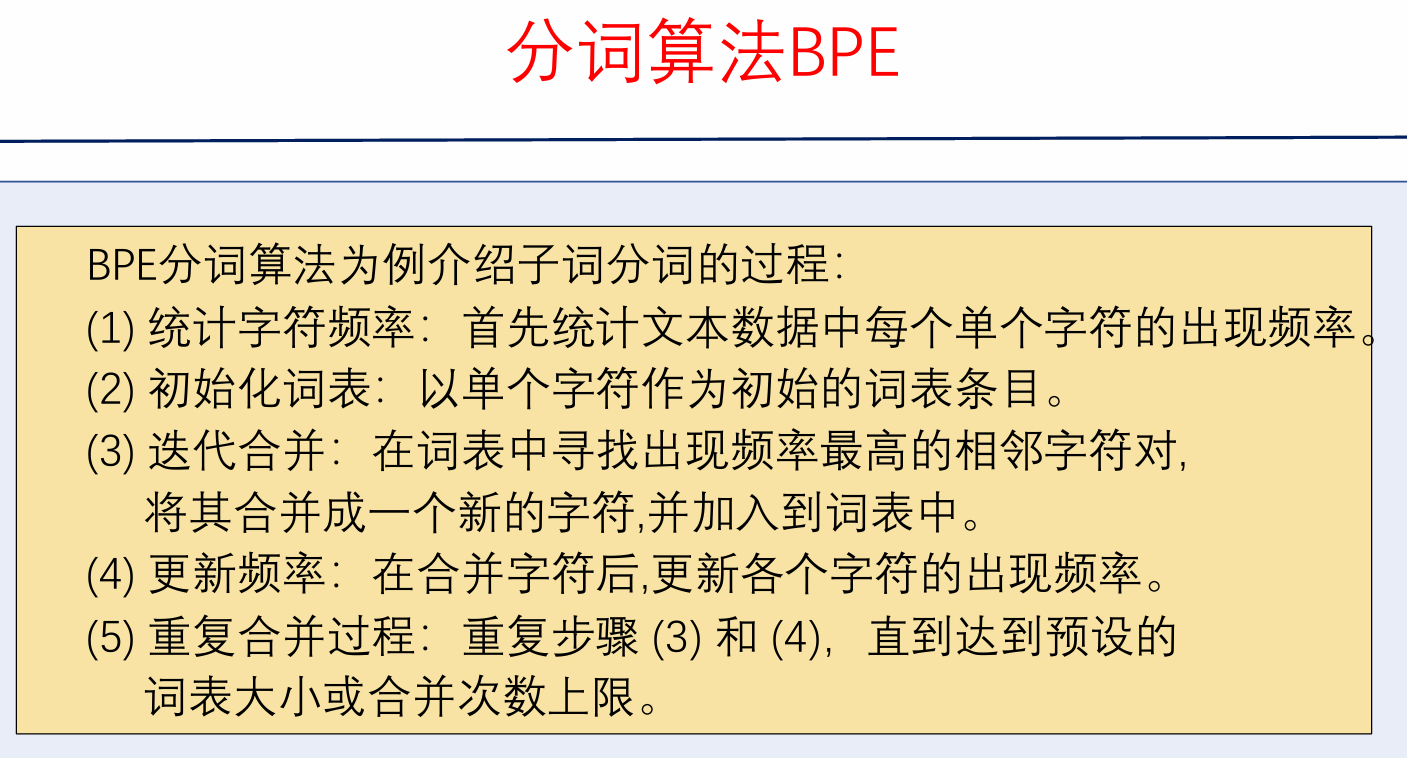 分词算法BPE
BPE分词算法为例介绍子词分词的过程：
(1) 统计字符频率：首先统计文本数据中每个单个字符的出现频率。
(2) 初始化词表：以单个字符作为初始的词表条目。
(3) 迭代合并：在词表中寻找出现频率最高的相邻字符对,
将其合并成一个新的字符,并加入到词表中。
(4) 更新频率：在合并字符后,更新各个字符的出现频率。
(5) 重复合并过程：重复步骤 (3) 和 (4)，直到达到预设的
词表大小或合并次数上限。